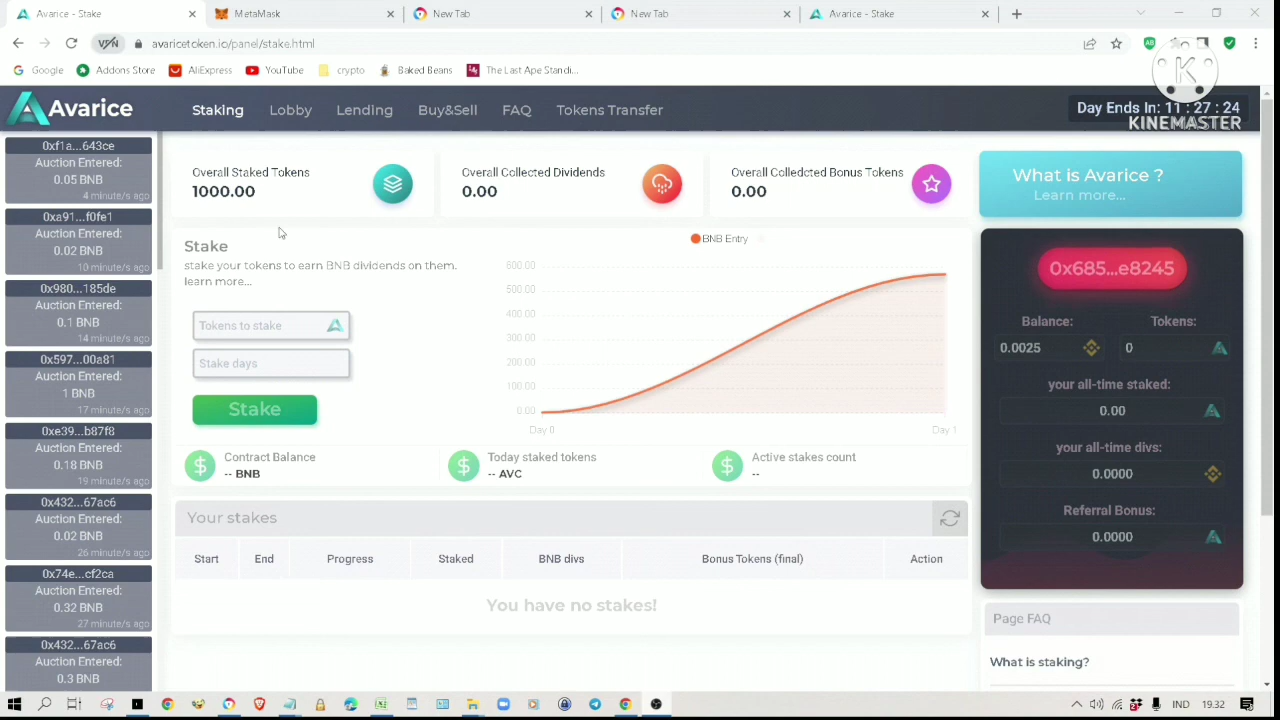 Avarice - Stake
MetaMask
New Tab
New Tab
Avarice - Stake
VPN
avaricetoken.io/panel/stake.html
Google
Addons Store
AliExpress
YouTube
crypto
Baked Beans
The Last Ape Standi...
K
KINEMASTER
Avarice
Staking
Lobby
Lending
Buy&Sell
FAQ
Tokens Transfer
Day Ends In: 11 : 27 : 24
0xf1a...643ce
Auction Entered:
0.05 BNB
4 minute/s ago
0xa91...f0fe1
Auction Entered:
0.02 BNB
10 minute/s ago
0x980...185de
Auction Entered:
0.1 BNB
14 minute/s ago
0x597...00a81
Auction Entered:
1 BNB
17 minute/s ago
0xe39...b87f8
Auction Entered:
0.18 BNB
19 minute/s ago
0x432...67ac6
Auction Entered:
0.02 BNB
26 minute/s ago
0x74e...cf2ca
Auction Entered:
0.32 BNB
27 minute/s ago
0x432...67ac6
Auction Entered:
0.3 BNB
Overall Staked Tokens
1000.00
Overall Collected Dividends
0.00
Overall Colledcted Bonus Tokens
0.00
Stake
stake your tokens to earn BNB dividends on them.
learn more...
Tokens to stake
Stake days
Stake
BNB Entry
600.00
500.00
400.00
300.00
200.00
100.00
0.00
Day 0
Day 1
Contract Balance
-- BNB
Today staked tokens
-- AVC
Active stakes count
--
Your stakes
Start
End
Progress
Staked
BNB divs
Bonus Tokens (final)
Action
You have no stakes!
What is Avarice ?
Learn more...
0x685...e8245
Balance:
Tokens:
0.0025
0
your all-time staked:
0.00
your all-time divs:
0.0000
Referral Bonus:
0.0000
Page FAQ
What is staking?
IND
19.32